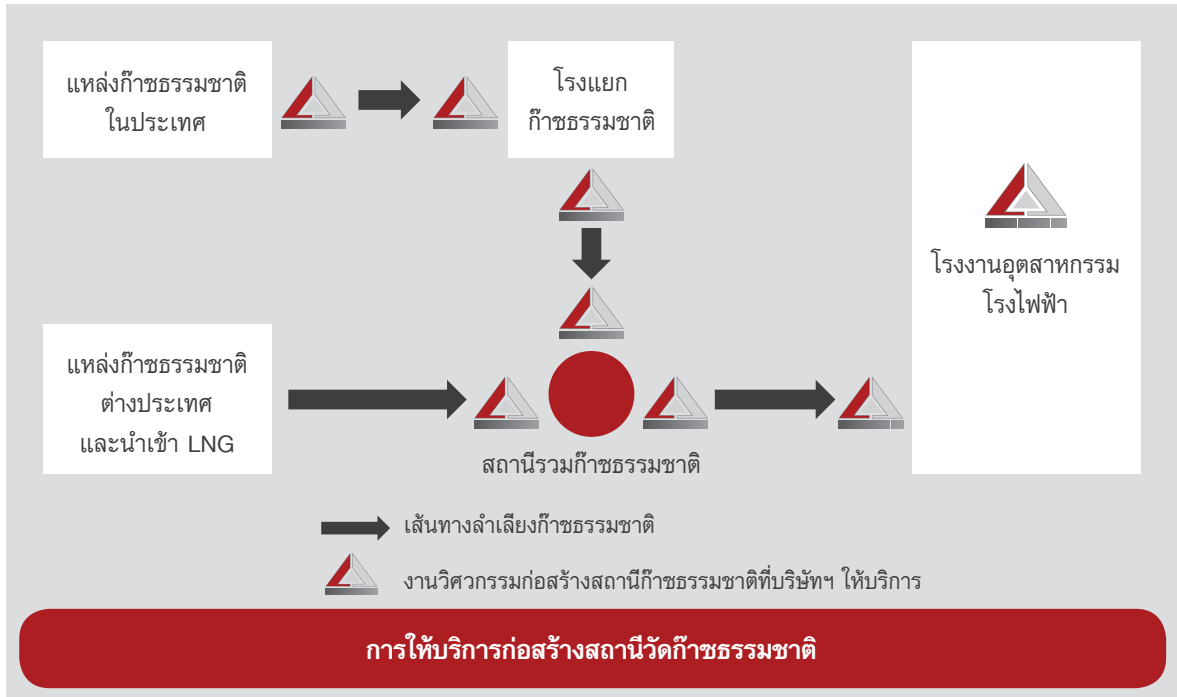 แหล่งก๊าซธรรมชาติ
ในประเทศ
โรงแยก
ก๊าซธรรมชาติ
โรงงานอุตสาหกรรม
โรงไฟฟ้า
แหล่งก๊าซธรรมชาติ
ต่างประเทศ
และนำเข้า LNG
สถานีรวมก๊าซธรรมชาติ
เส้นทางลำเลียงก๊าซธรรมชาติ
งานวิศวกรรมก่อสร้างสถานีก๊าซธรรมชาติที่บริษัทฯ ให้บริการ
การให้บริการก่อสร้างสถานีวัดก๊าซธรรมชาติ